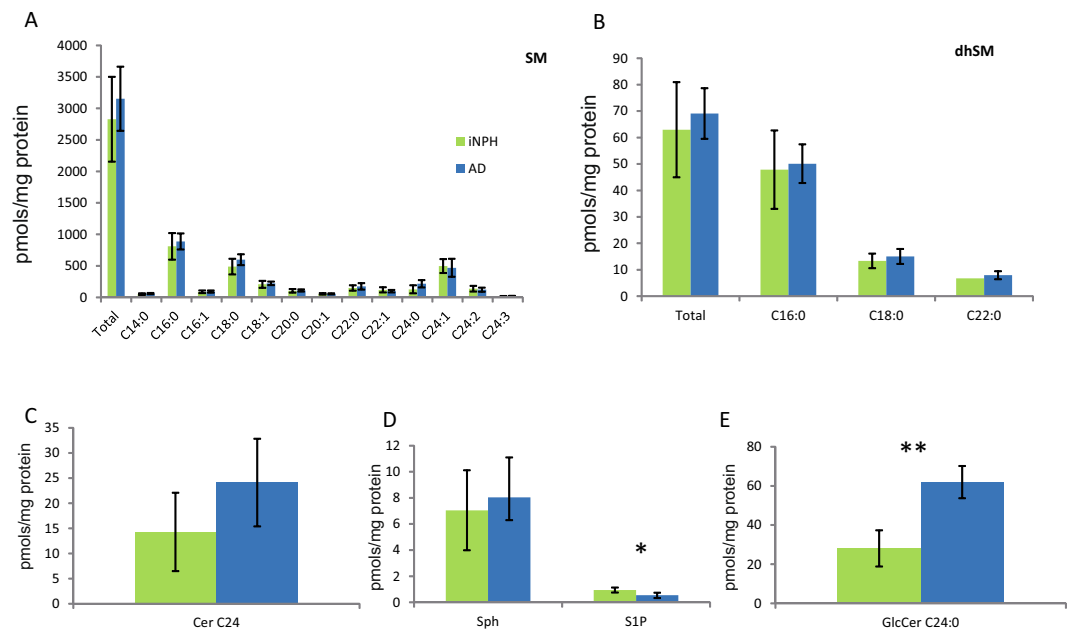 A
SM
pmols/mg protein
4000
3500
3000
2500
2000
1500
1000
500
0
iNPH
AD
Total C14:0 C16:0 C16:1 C18:0 C18:1 C20:0 C20:1 C22:0 C22:1 C24:0 C24:1 C24:2 C24:3
B
dhSM
pmols/mg protein
90
80
70
60
50
40
30
20
10
0
Total C16:0 C18:0 C22:0
C
pmols/mg protein
35
30
25
20
15
10
5
0
Cer C24
D
pmols/mg protein
12
10
8
6
4
2
0
*
Sph S1P
E
pmols/mg protein
80
60
40
20
0
**
GlcCer C24:0